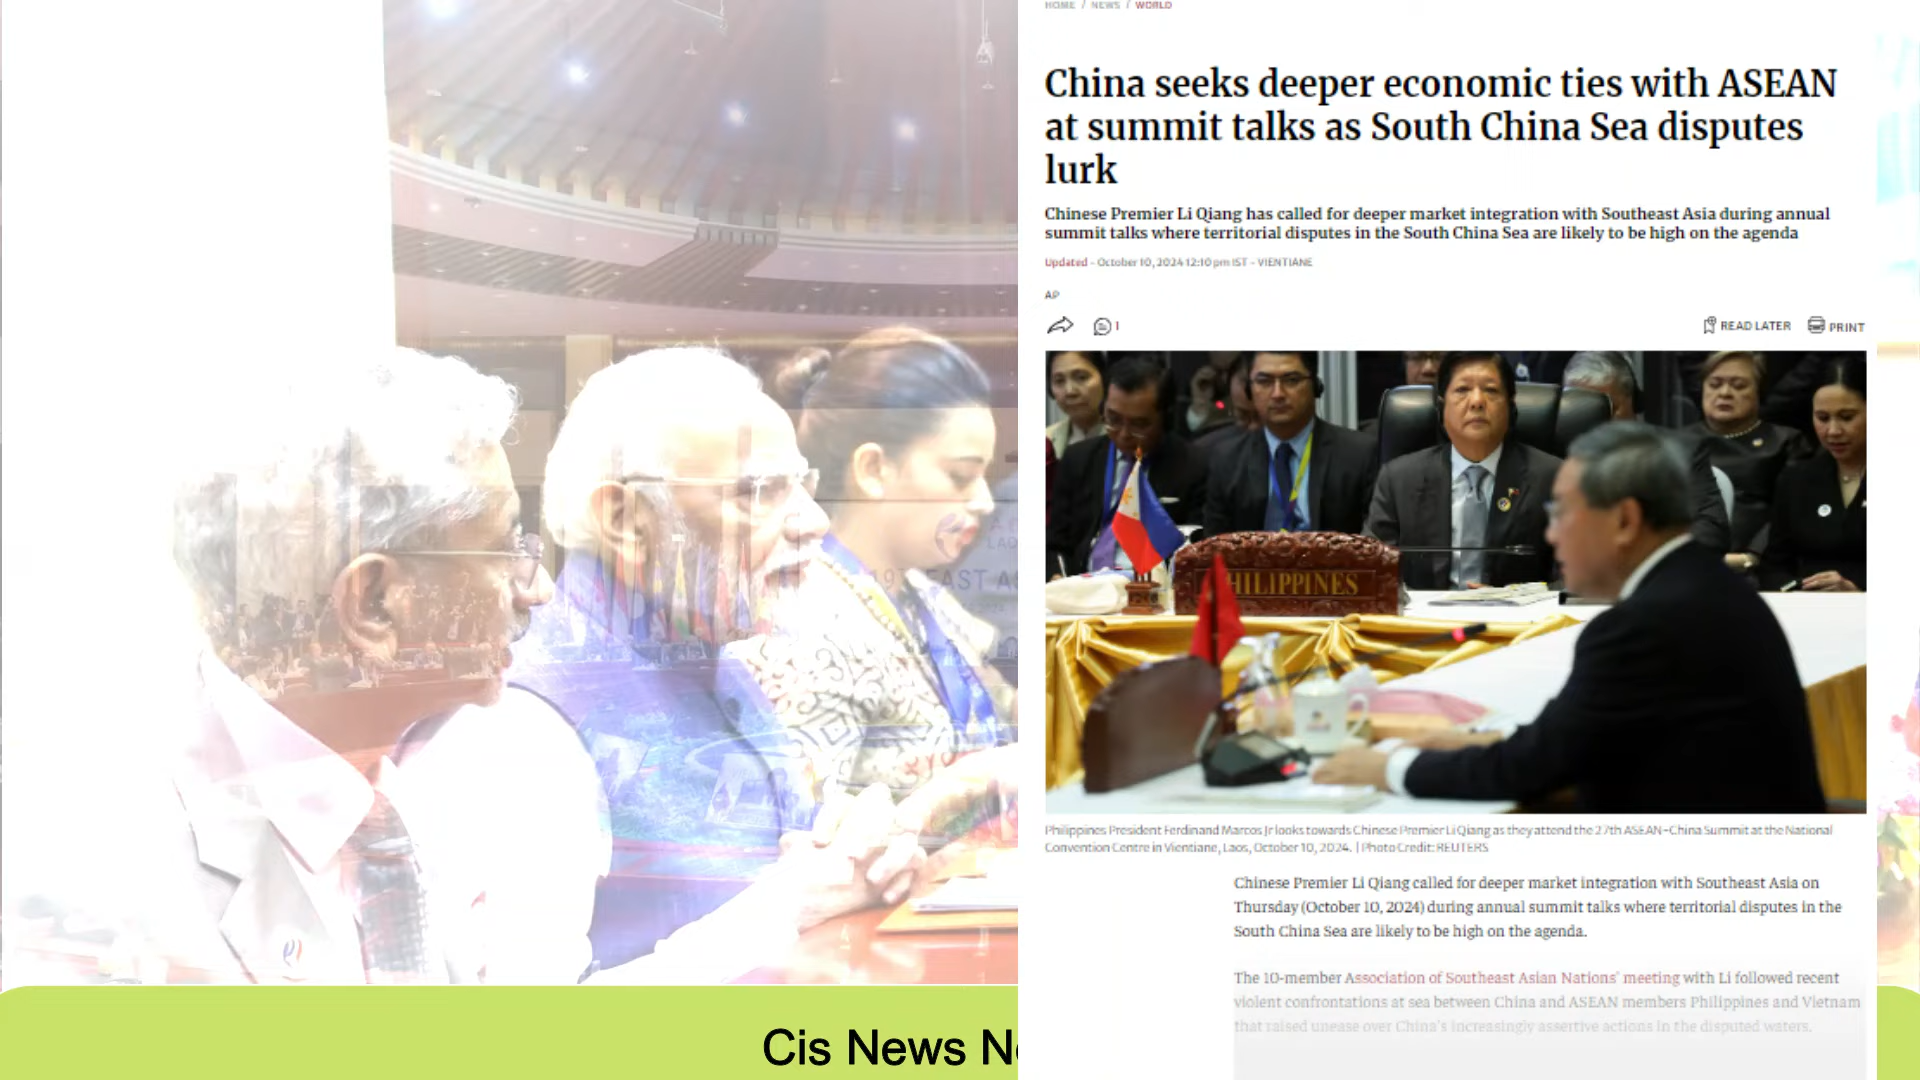 HOME / NEWS / WORLD
China seeks deeper economic ties with ASEAN
at summit talks as South China Sea disputes
lurk
Chinese Premier Li Qiang has called for deeper market integration with Southeast Asia during annual
summit talks where territorial disputes in the South China Sea are likely to be high on the agenda
Updated - October 10, 2024 12:10 pm IST - VIENTIANE
AP
1
READ LATER PRINT
PHILIPPINES
Philippines President Ferdinand Marcos Jr looks towards Chinese Premier Li Qiang as they attend the 27th ASEAN-China Summit at the National
Convention Centre in Vientiane, Laos, October 10, 2024. | Photo Credit: REUTERS
Chinese Premier Li Qiang called for deeper market integration with Southeast Asia on
Thursday (October 10, 2024) during annual summit talks where territorial disputes in the
South China Sea are likely to be high on the agenda.
The 10-member Association of Southeast Asian Nations' meeting with Li followed recent
violent confrontations at sea between China and ASEAN members Philippines and Vietnam
that raised unease over China's increasingly assertive actions in the disputed waters.
EAST
Cis News